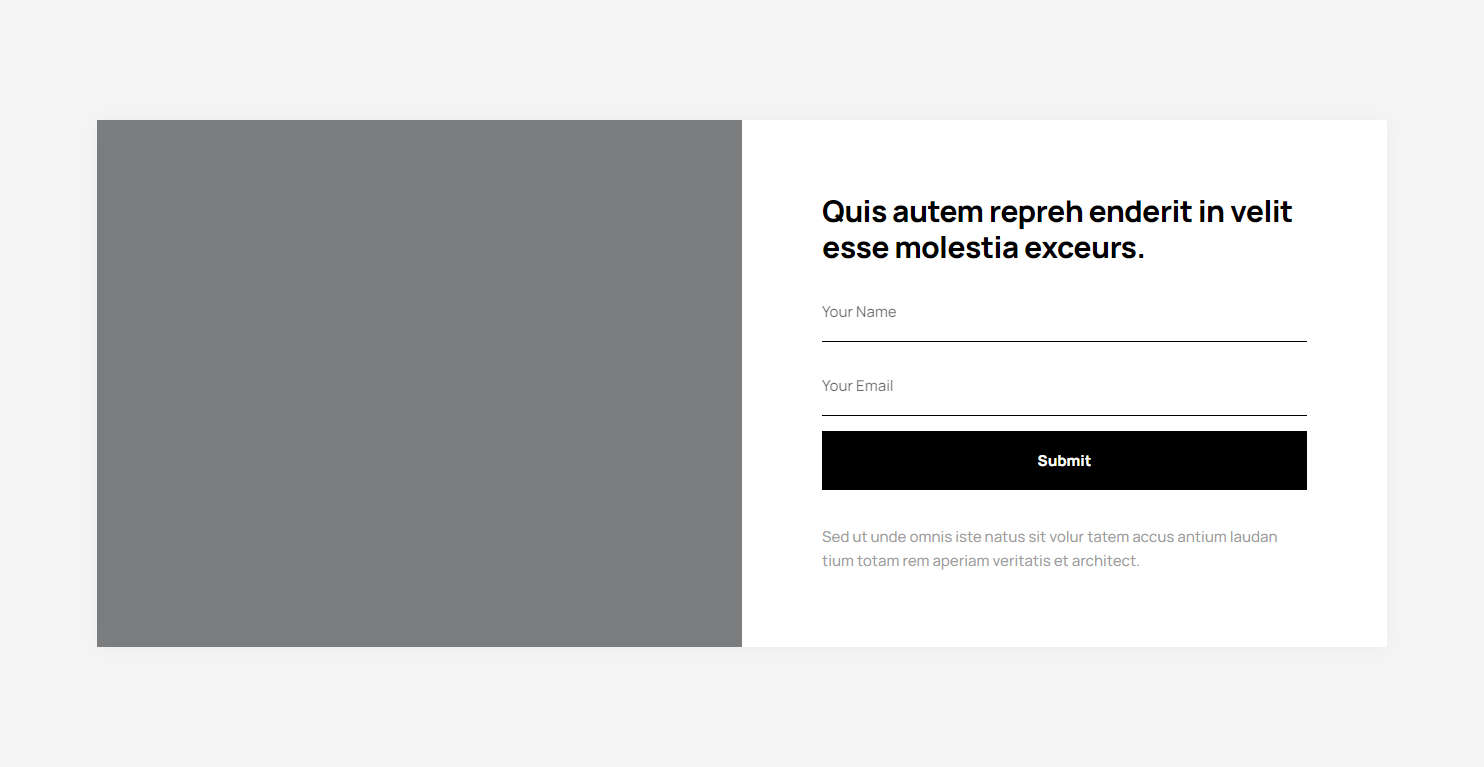 Quis autem repreh enderit in velit
esse molestia exceurs.
Your Name
Your Email
Submit
Sed ut unde omnis iste natus sit volur tatem accus antium laudan
tium totam rem aperiam veritatis et architect.